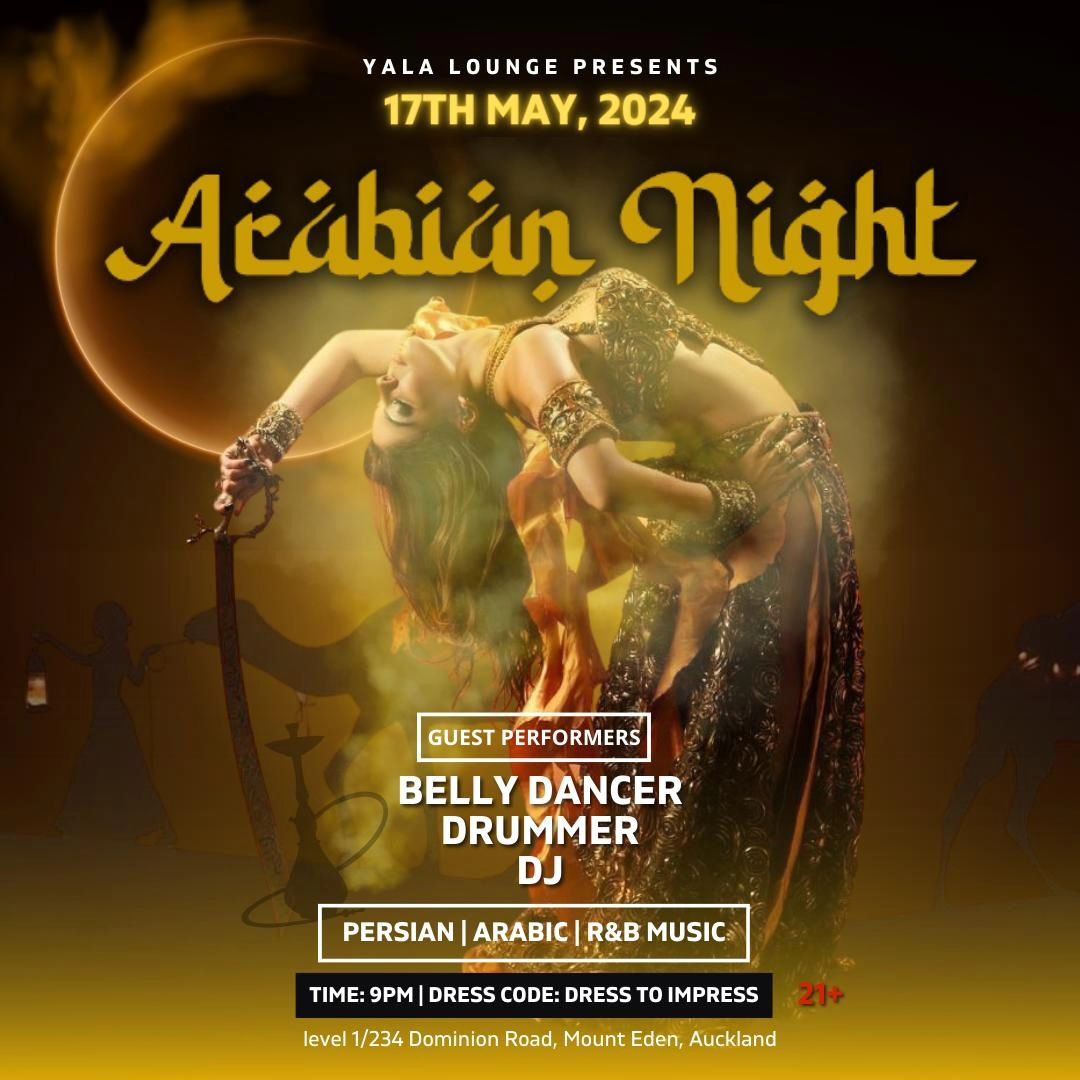 YALA LOUNGE PRESENTS
17TH MAY, 2024
Arabian Night
GUEST PERFORMERS
BELLY DANCER
DRUMMER
DJ
PERSIAN | ARABIC | R&B MUSIC
TIME: 9PM | DRESS CODE: DRESS TO IMPRESS 21+
level 1/234 Dominion Road, Mount Eden, Auckland